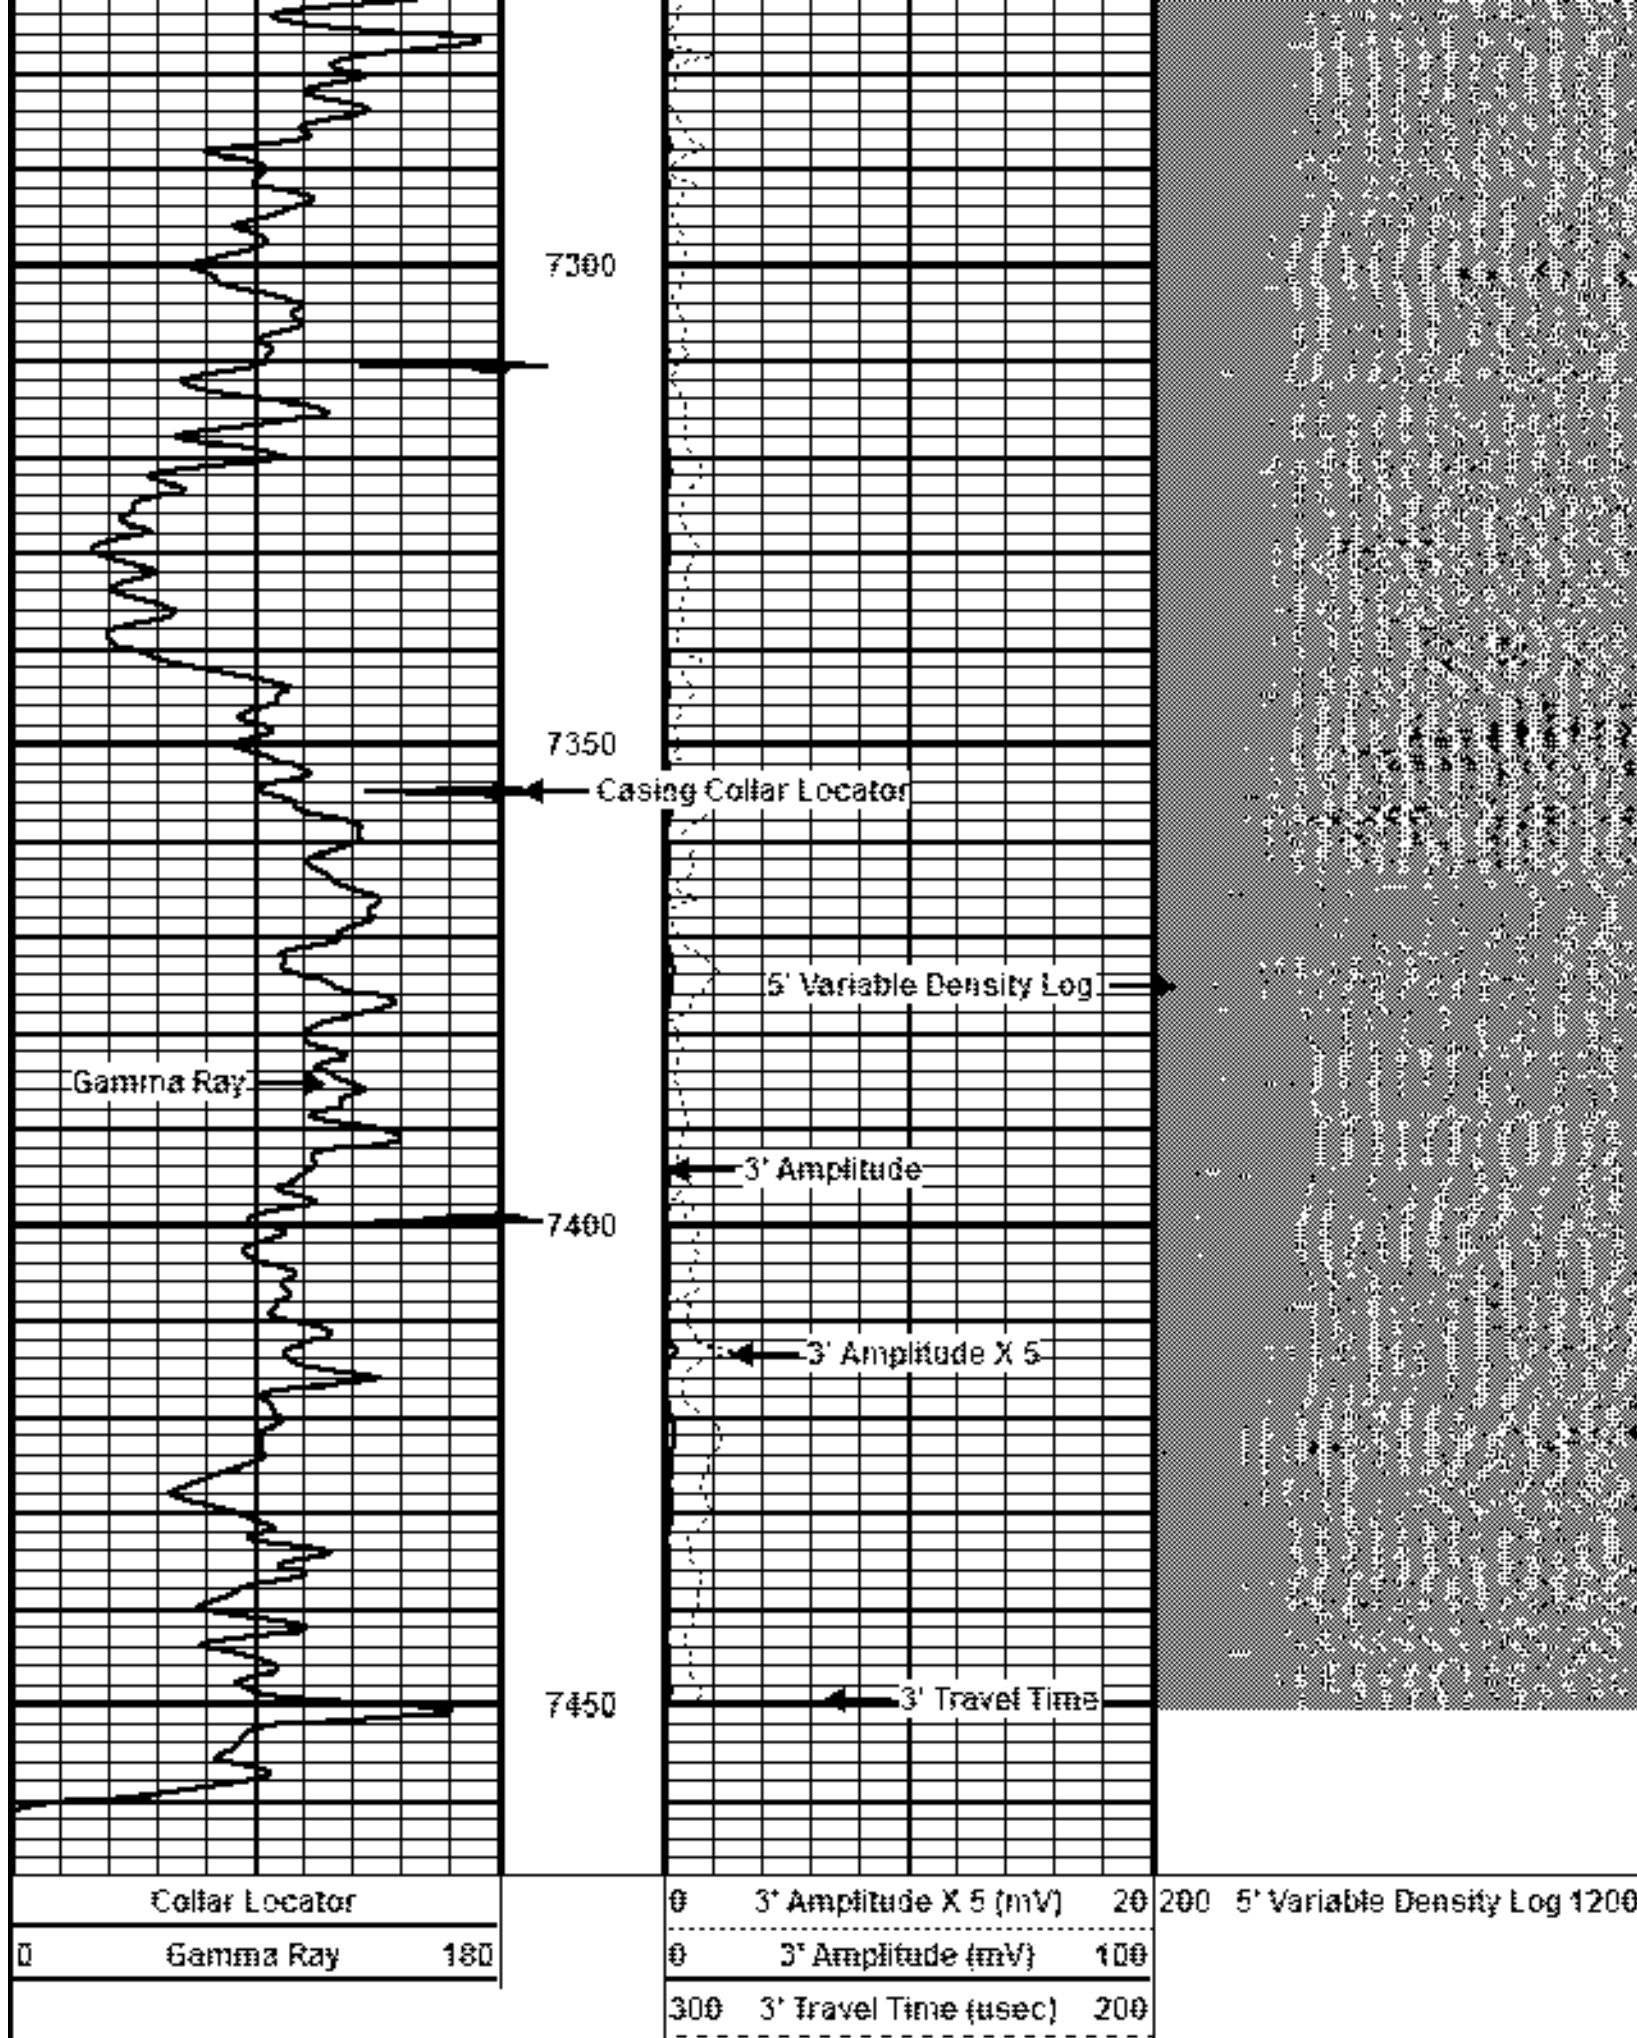 7300
7350
Casing Collar Locator
5' Variable Density Log
Gamma Ray
3' Amplitude
7400
3' Amplitude X 5
7450
3' Travel Time
Collar Locator
0 Gamma Ray 180
0 3' Amplitude X 5 (mV) 20
0 3' Amplitude (mV) 100
300 3' Travel Time (usec) 200
200 5' Variable Density Log 1200